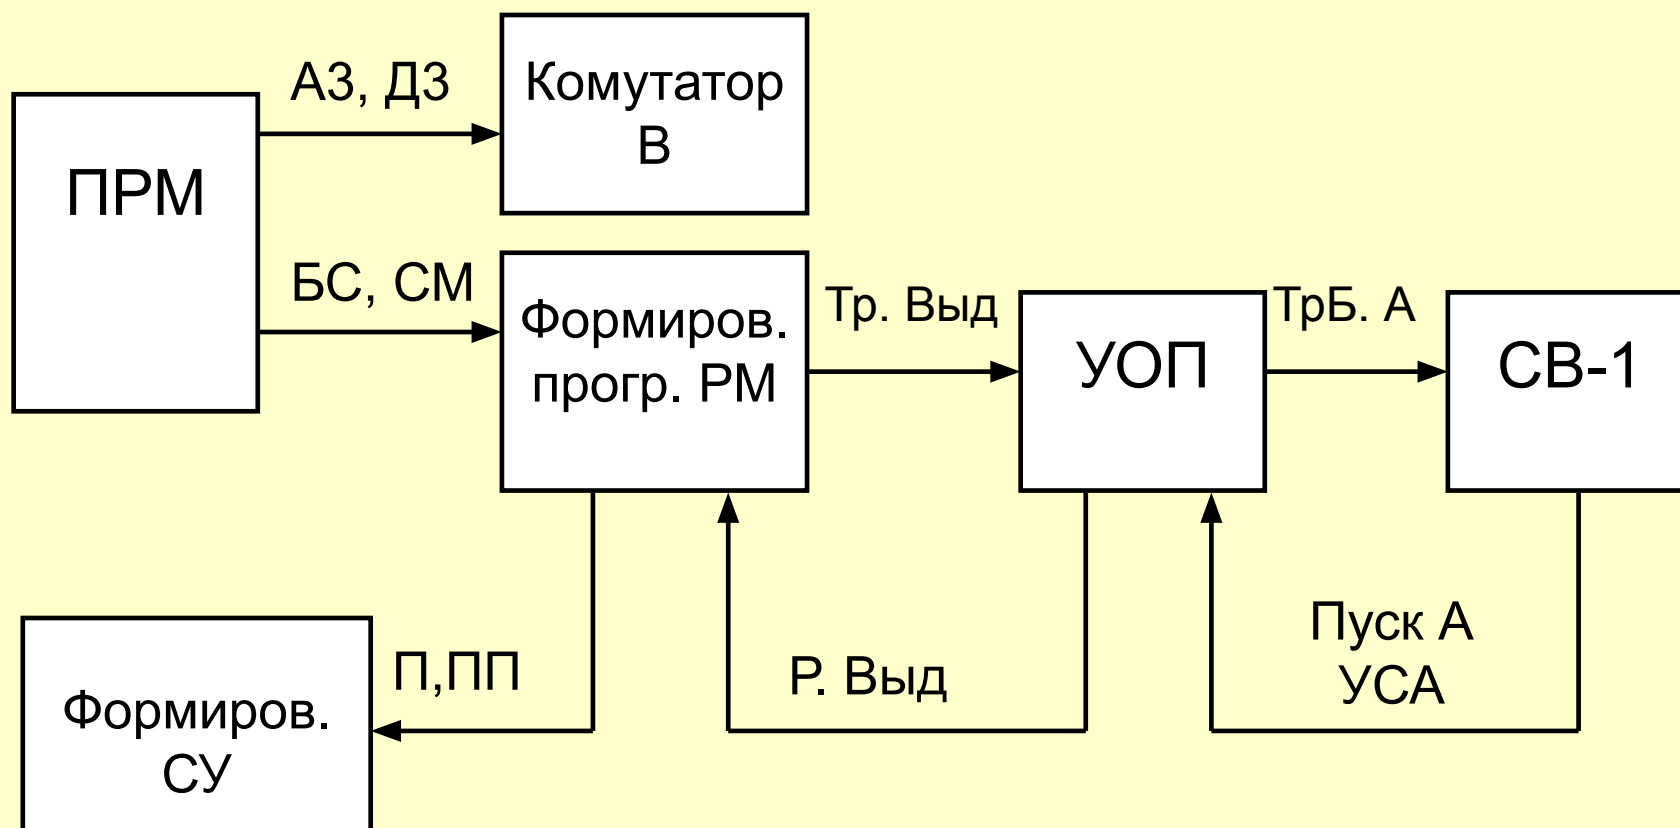 ПРМ
АЗ, ДЗ
Комутатор
В
БС, СМ
Формиров.
прогр. РМ
Тр. Выд
УОП
ТрБ. А
СВ-1
Формиров.
СУ
П,ПП
Р. Выд
Пуск А
УСА